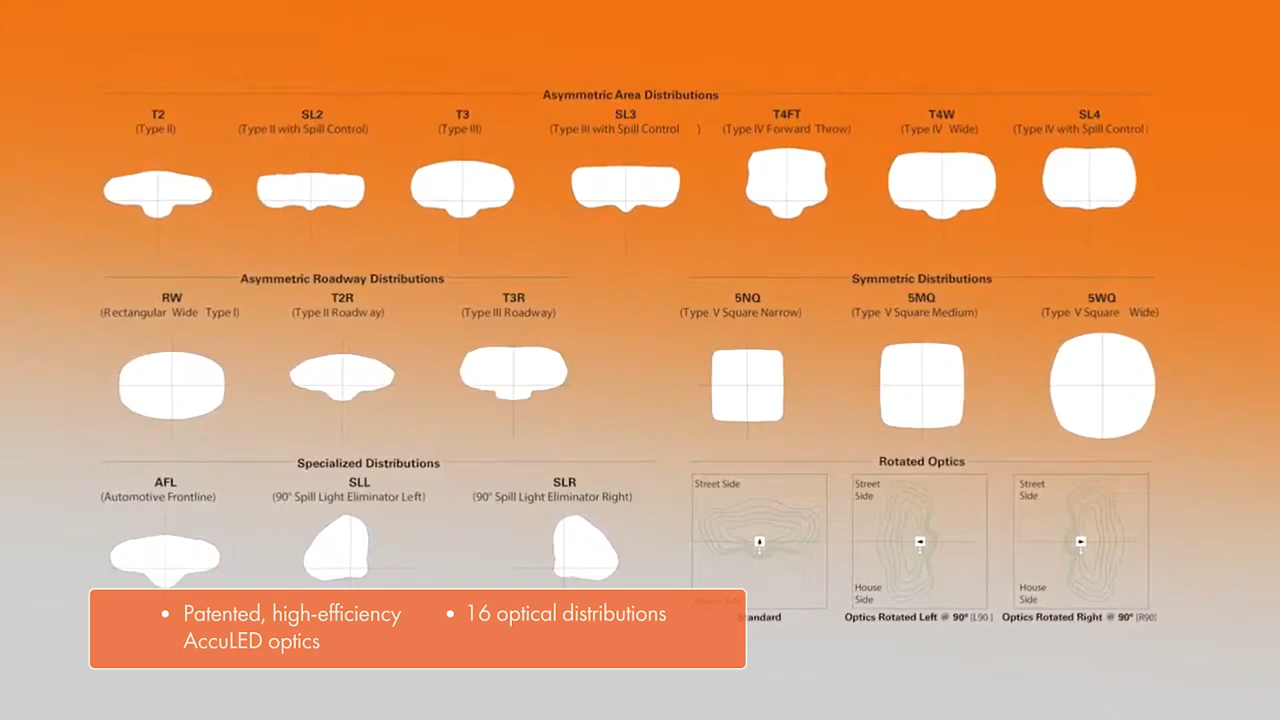 Asymmetric Area Distributions
T2 SL2 T3 SL3 T4FT T4W SL4
(Type II) (Type II with Spill Control) (Type III) (Type III with Spill Control ) (Type IV Forward Throw) (Type IV Wide) (Type IV with Spill Control)
Asymmetric Roadway Distributions Symmetric Distributions
RW T2R T3R 5NQ 5MQ 5WQ
(Rectangular Wide Type I) (Type II Roadway) (Type III Roadway) (Type V Square Narrow) (Type V Square Medium) (Type V Square Wide)
Specialized Distributions Rotated Optics
AFL SLL SLR
(Automotive Frontline) (90° Spill Light Eliminator Left) (90° Spill Light Eliminator Right)
Street Side Street Street
Side Side
House House
House Side Side Side
Standard Optics Rotated Left @ 90° [L90] Optics Rotated Right @ 90° [R90]
• Patented, high-efficiency • 16 optical distributions
AccuLED optics